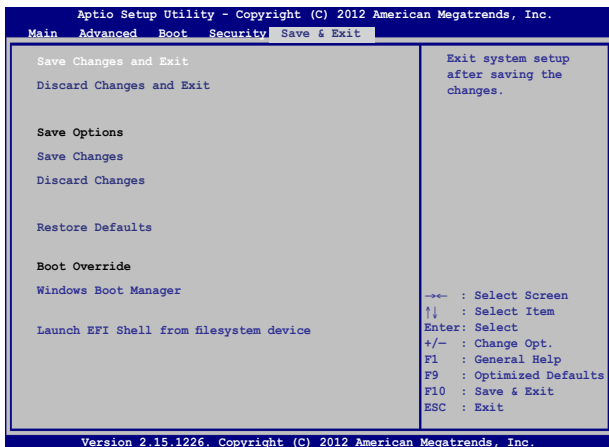 Aptio Setup Utility - Copyright (C) 2012 American Megatrends, Inc.
Main Advanced Boot Security Save & Exit
Save Changes and Exit
Discard Changes and Exit
Save Options
Save Changes
Discard Changes
Restore Defaults
Boot Override
Windows Boot Manager
Launch EFI Shell from filesystem device
Exit system setup
after saving the
changes.
→← : Select Screen
↑↓ : Select Item
Enter: Select
+/— : Change Opt.
F1 : General Help
F9 : Optimized Defaults
F10 : Save & Exit
ESC : Exit
Version 2.15.1226. Copyright (C) 2012 American Megatrends, Inc.